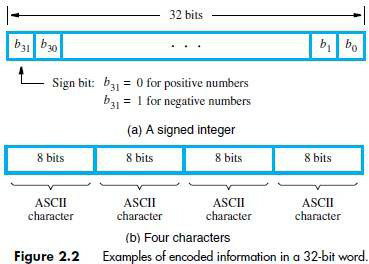 32 bits
b31 b30 . . . b1 b0
Sign bit: b31 = 0 for positive numbers
b31 = 1 for negative numbers
(a) A signed integer
8 bits 8 bits 8 bits 8 bits
ASCII ASCII ASCII ASCII
character character character character
(b) Four characters
Figure 2.2 Examples of encoded information in a 32-bit word.